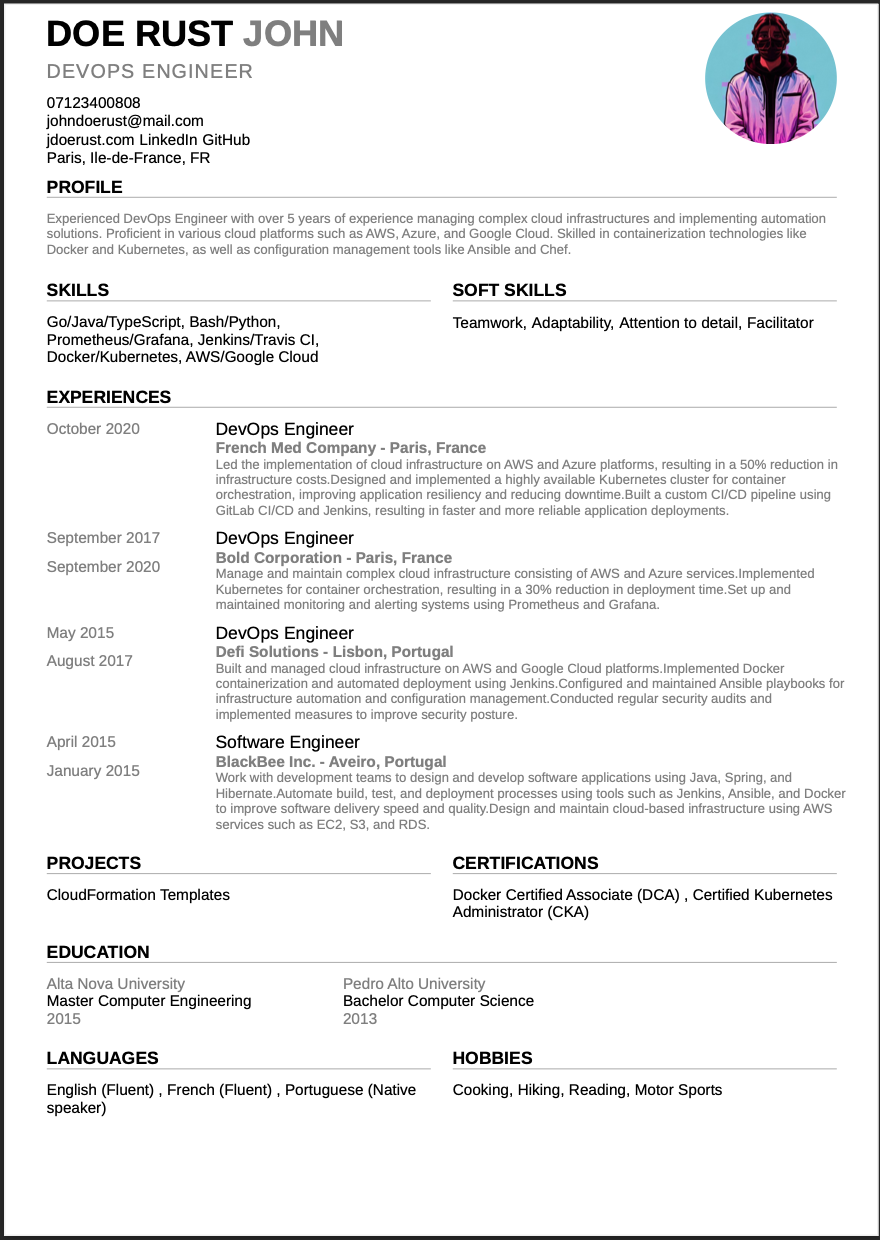 DOE RUST JOHN
DEVOPS ENGINEER
07123400808
johndoerust@mail.com
jdoerust.com LinkedIn GitHub
Paris, Ile-de-France, FR
PROFILE
Experienced DevOps Engineer with over 5 years of experience managing complex cloud infrastructures and implementing automation
solutions. Proficient in various cloud platforms such as AWS, Azure, and Google Cloud. Skilled in containerization technologies like
Docker and Kubernetes, as well as configuration management tools like Ansible and Chef.
SKILLS
Go/Java/TypeScript, Bash/Python,
Prometheus/Grafana, Jenkins/Travis CI,
Docker/Kubernetes, AWS/Google Cloud
SOFT SKILLS
Teamwork, Adaptability, Attention to detail, Facilitator
EXPERIENCES
October 2020
DevOps Engineer
French Med Company - Paris, France
Led the implementation of cloud infrastructure on AWS and Azure platforms, resulting in a 50% reduction in
infrastructure costs.Designed and implemented a highly available Kubernetes cluster for container
orchestration, improving application resiliency and reducing downtime.Built a custom CI/CD pipeline using
GitLab CI/CD and Jenkins, resulting in faster and more reliable application deployments.
September 2017
September 2020
DevOps Engineer
Bold Corporation - Paris, France
Manage and maintain complex cloud infrastructure consisting of AWS and Azure services.Implemented
Kubernetes for container orchestration, resulting in a 30% reduction in deployment time.Set up and
maintained monitoring and alerting systems using Prometheus and Grafana.
May 2015
August 2017
DevOps Engineer
Defi Solutions - Lisbon, Portugal
Built and managed cloud infrastructure on AWS and Google Cloud platforms.Implemented Docker
containerization and automated deployment using Jenkins.Configured and maintained Ansible playbooks for
infrastructure automation and configuration management.Conducted regular security audits and
implemented measures to improve security posture.
April 2015
January 2015
Software Engineer
BlackBee Inc. - Aveiro, Portugal
Work with development teams to design and develop software applications using Java, Spring, and
Hibernate.Automate build, test, and deployment processes using tools such as Jenkins, Ansible, and Docker
to improve software delivery speed and quality.Design and maintain cloud-based infrastructure using AWS
services such as EC2, S3, and RDS.
PROJECTS
CloudFormation Templates
CERTIFICATIONS
Docker Certified Associate (DCA) , Certified Kubernetes
Administrator (CKA)
EDUCATION
Alta Nova University
Master Computer Engineering
2015
Pedro Alto University
Bachelor Computer Science
2013
LANGUAGES
English (Fluent) , French (Fluent) , Portuguese (Native
speaker)
HOBBIES
Cooking, Hiking, Reading, Motor Sports